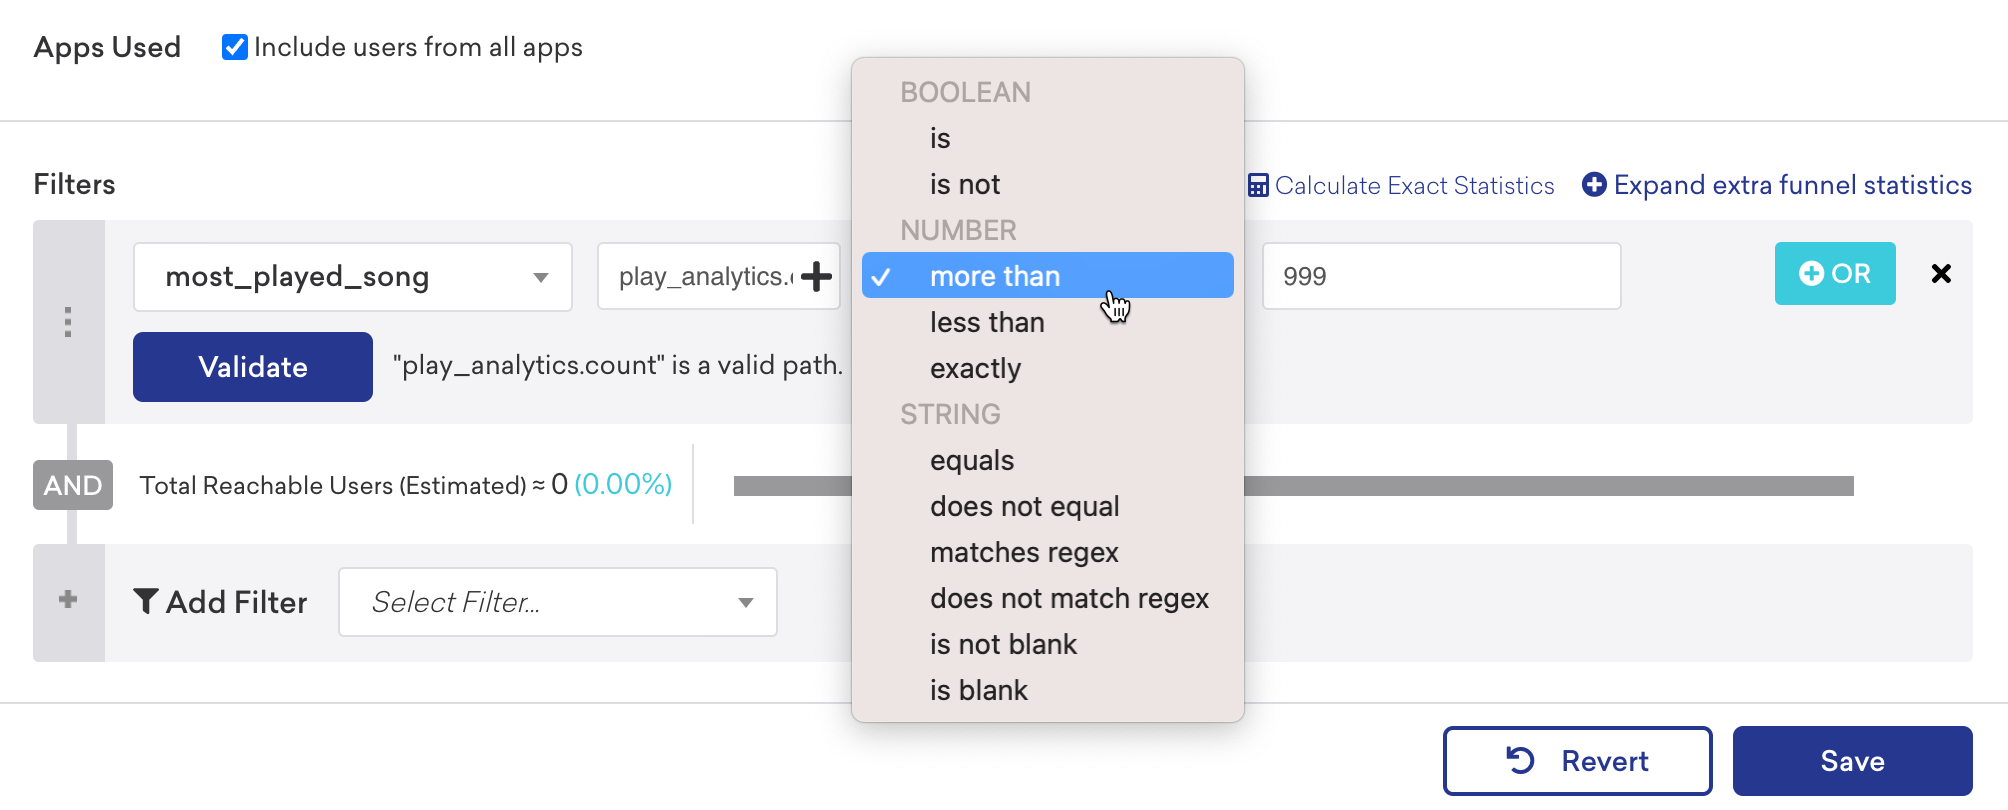 Apps Used
Include users from all apps
Filters
Calculate Exact Statistics
Expand extra funnel statistics
most_played_song
play_analytics.
BOOLEAN
is
is not
NUMBER
more than
less than
exactly
STRING
equals
does not equal
matches regex
does not match regex
is not blank
is blank
999
OR
Validate
"play_analytics.count" is a valid path.
AND
Total Reachable Users (Estimated) ≈ 0 (0.00%)
Add Filter
Select Filter...
Revert
Save